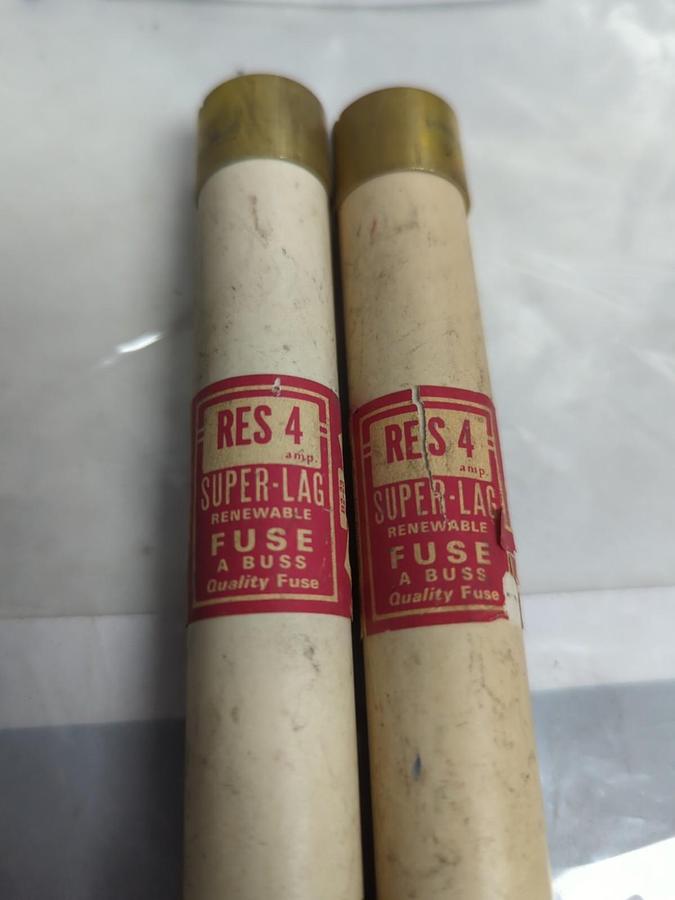 RES 4
amp.
SUPER-LAG
RENEWABLE
FUSE
A BUSS
Quality Fuse
RES 4
amp.
SUPER-LAG
RENEWABLE
FUSE
A BUSS
Quality Fuse